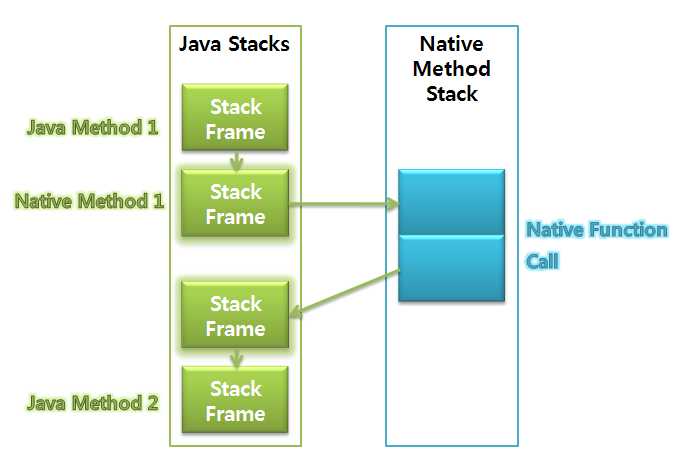 Java Stacks
Native
Method
Stack
Stack
Frame
Java Method 1
Stack
Frame
Native Method 1
Native Function
Call
Stack
Frame
Stack
Frame
Java Method 2